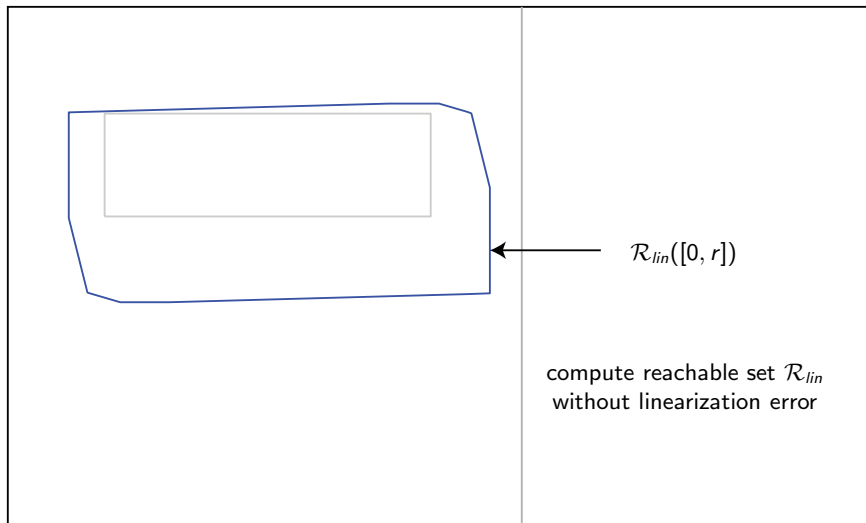 ℛ_lin([0, r])
compute reachable set ℛ_lin
without linearization error